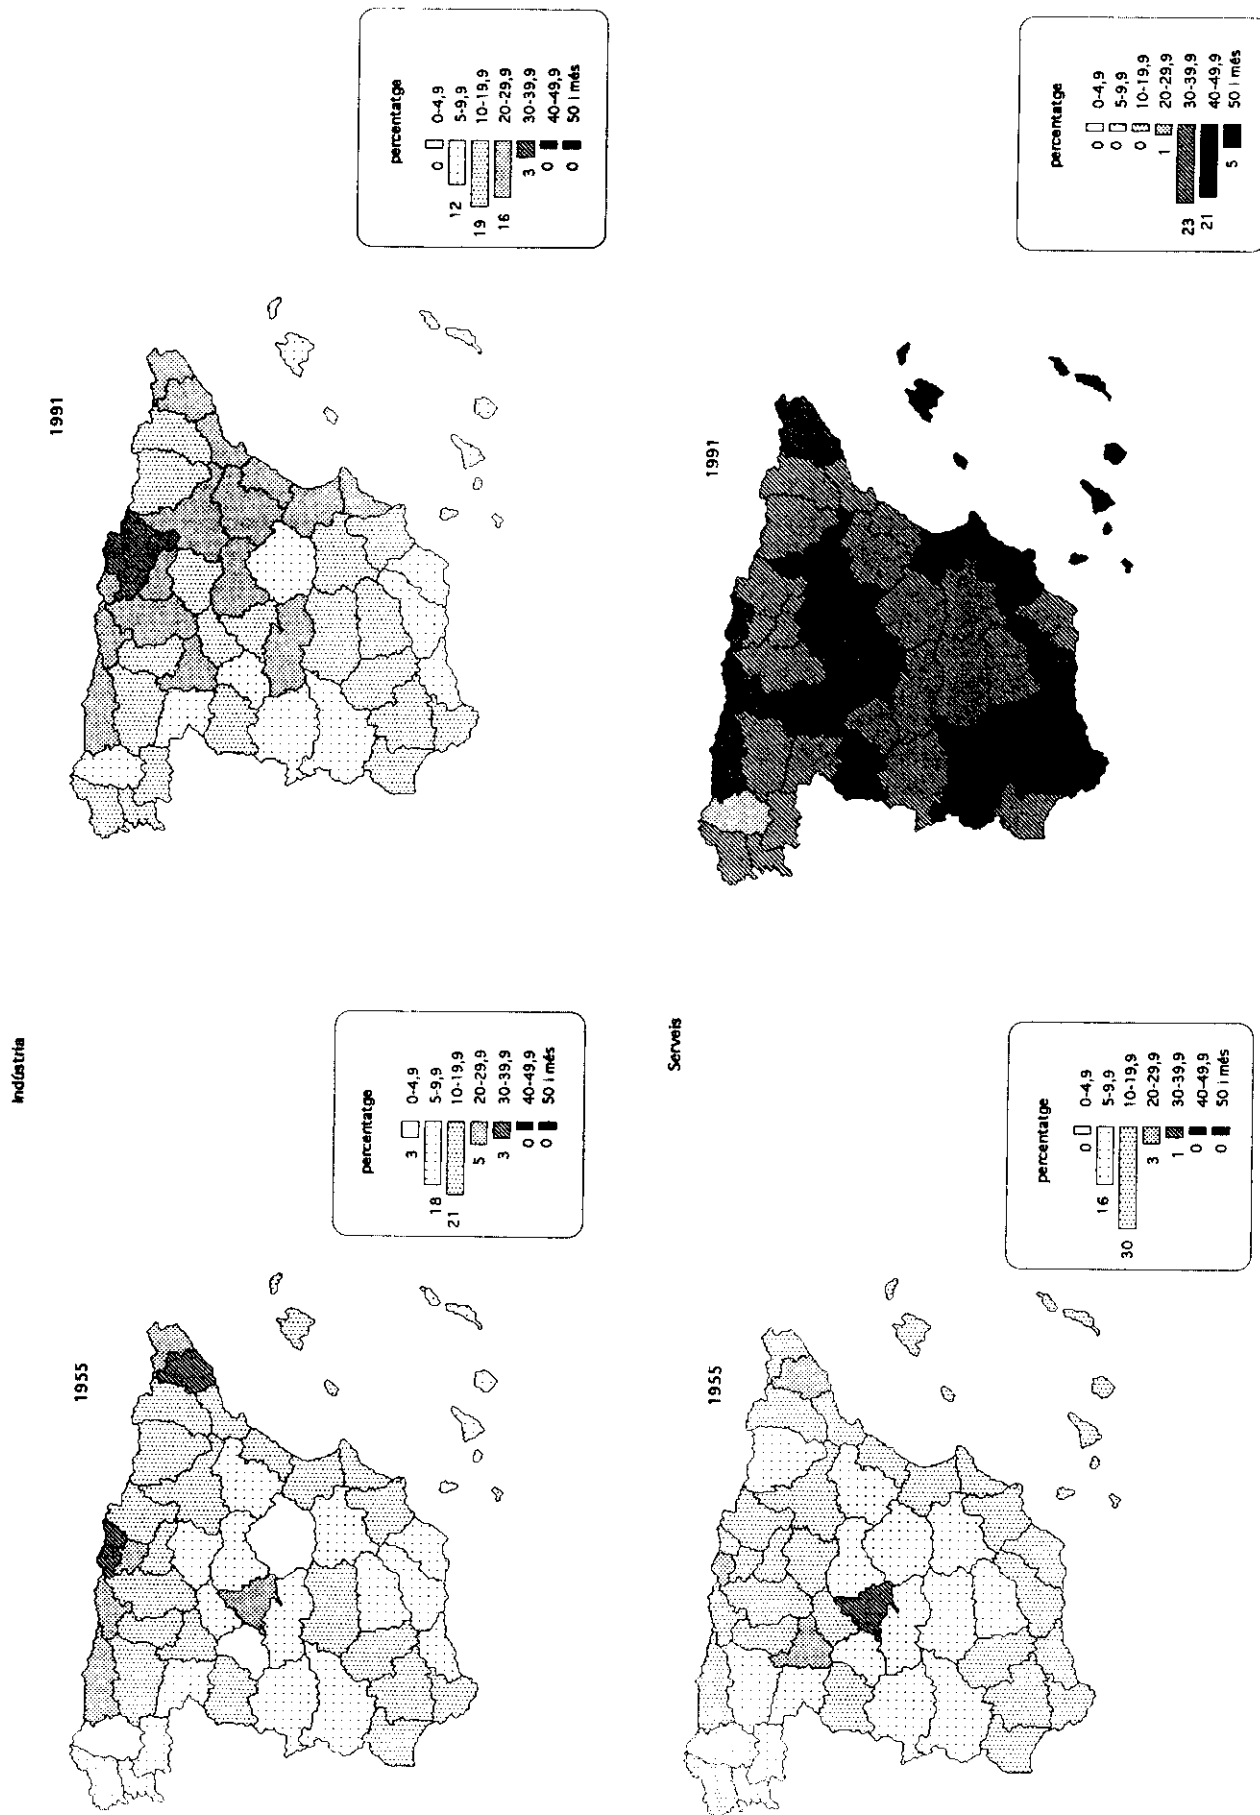 Indústria
1955
percentatge
3 0-4,9
18 5-9,9
21 10-19,9
5 20-29,9
3 30-39,9
0 40-49,9
0 50 i més
1991
percentatge
0 0-4,9
12 5-9,9
19 10-19,9
16 20-29,9
3 30-39,9
0 40-49,9
0 50 i més
Serveis
1955
percentatge
0 0-4,9
16 5-9,9
30 10-19,9
3 20-29,9
1 30-39,9
0 40-49,9
0 50 i més
1991
percentatge
0 0-4,9
0 5-9,9
0 10-19,9
1 20-29,9
23 30-39,9
21 40-49,9
5 50 i més